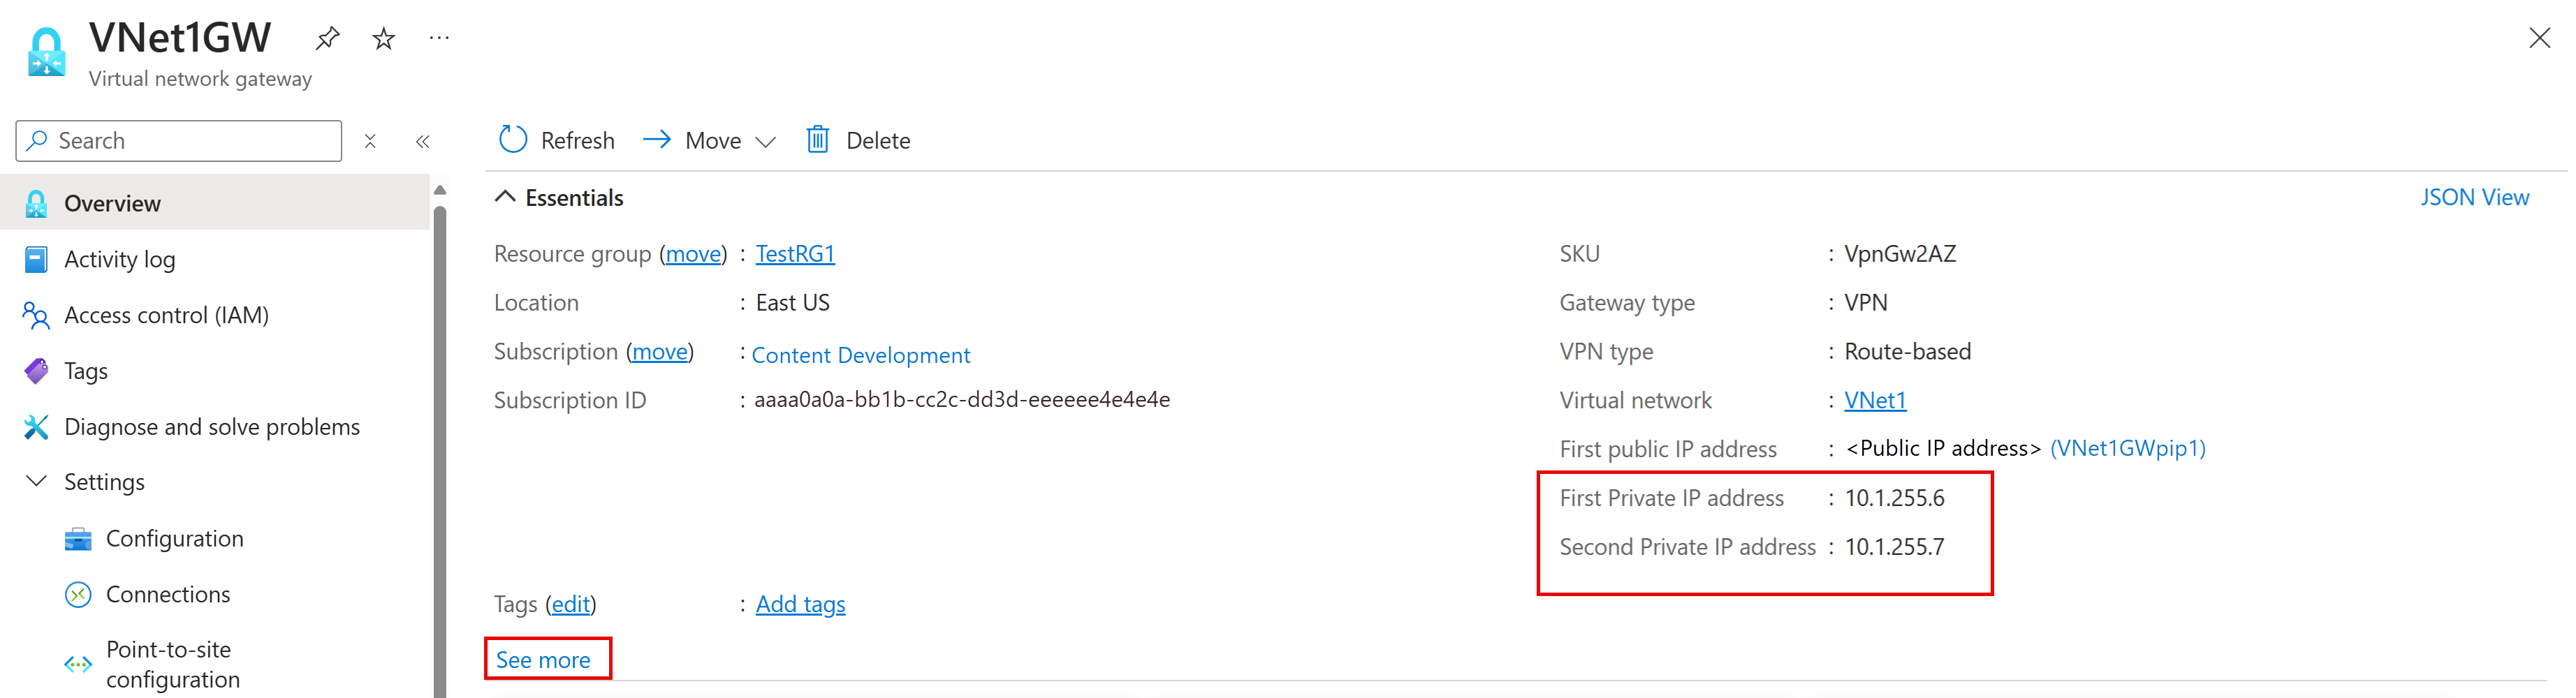 VNet1GW
Virtual network gateway
Search
Refresh Move Delete
Overview
Activity log
Access control (IAM)
Tags
Diagnose and solve problems
Settings
Configuration
Connections
Point-to-site
configuration
Essentials
JSON View
Resource group (move) : TestRG1
Location : East US
Subscription (move) : Content Development
Subscription ID : aaaa0a0a-bb1b-cc2c-dd3d-eeeeee4e4e4e
SKU : VpnGw2AZ
Gateway type : VPN
VPN type : Route-based
Virtual network : VNet1
First public IP address : <Public IP address> (VNet1GWpip1)
First Private IP address : 10.1.255.6
Second Private IP address : 10.1.255.7
Tags (edit) : Add tags
See more